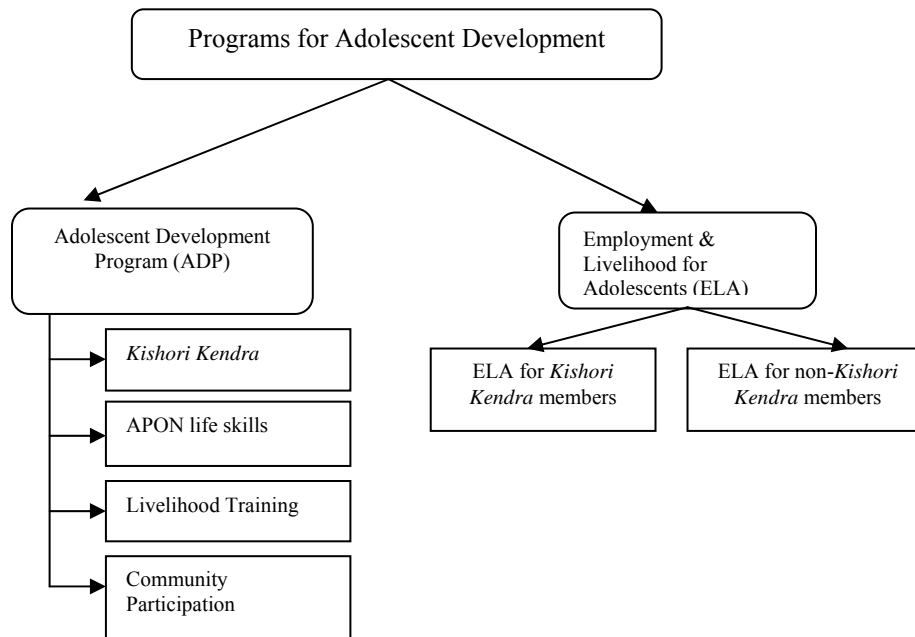 Programs for Adolescent Development
Adolescent Development
Program (ADP)
Kishori Kendra
APON life skills
Livelihood Training
Community
Participation
Employment &
Livelihood for
Adolescents (ELA)
ELA for Kishori
Kendra members
ELA for non-Kishori
Kendra members